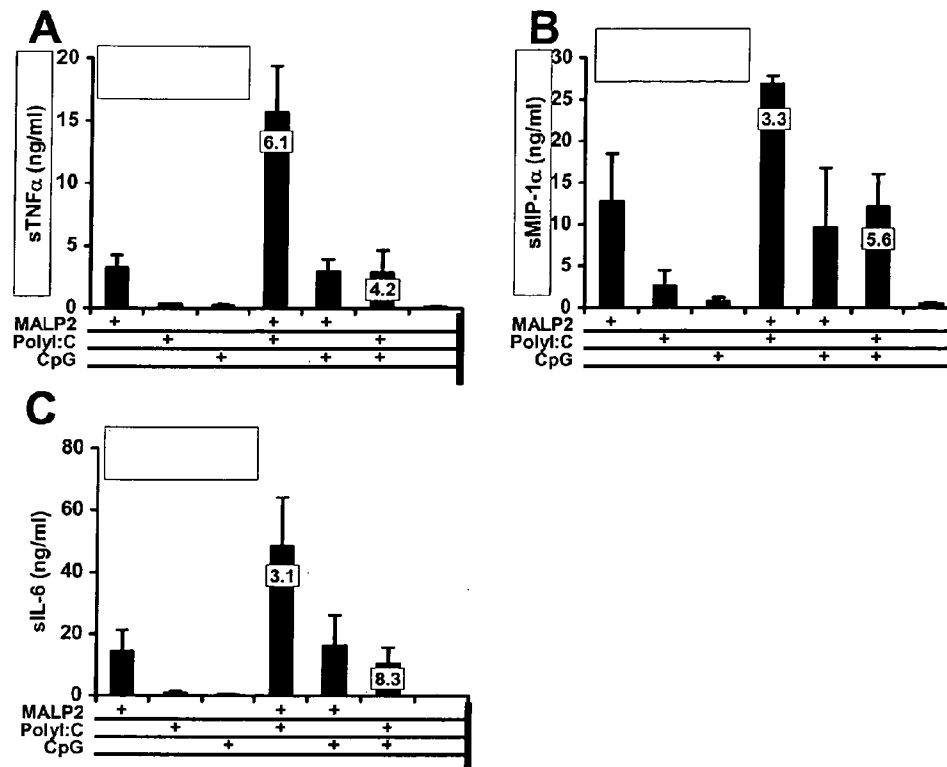 A
20
15
10
5
0
sTNFα (ng/ml)
6.1
4.2
MALP2 + + +
PolyI:C + + +
CpG + + +
B
30
25
20
15
10
5
0
sMIP-1α (ng/ml)
3.3
5.6
MALP2 + + +
PolyI:C + + +
CpG + + +
C
80
60
40
20
0
sIL-6 (ng/ml)
3.1
8.3
MALP2 + + +
PolyI:C + + +
CpG + + +